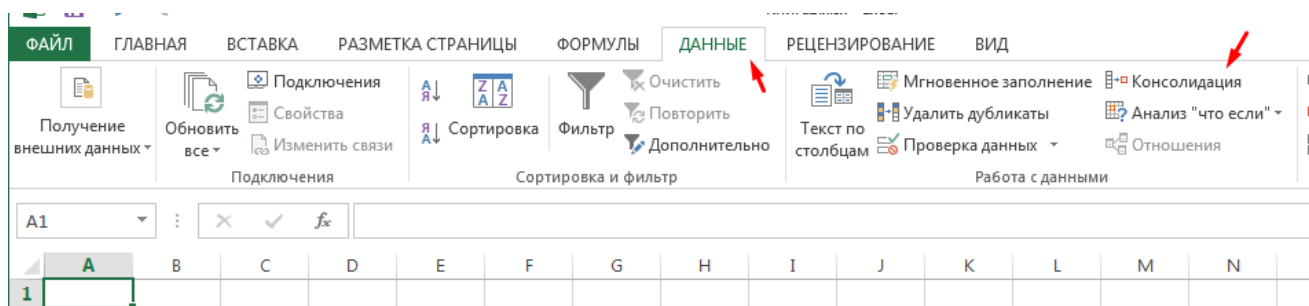 ФАЙЛ ГЛАВНАЯ ВСТАВКА РАЗМЕТКА СТРАНИЦЫ ФОРМУЛЫ ДАННЫЕ РЕЦЕНЗИРОВАНИЕ ВИД
Получение
внешних данных
Обновить
все
Подключения
Свойства
Изменить связи
Подключения
А
Я
Я
А
Z A
A Z
Сортировка
Фильтр
Очистить
Повторить
Дополнительно
Сортировка и фильтр
Текст по
столбцам
Мгновенное заполнение
Удалить дубликаты
Проверка данных
Консолидация
Анализ "что если"
Отношения
Работа с данными
A1
fx
A B C D E F G H I J K L M N
1